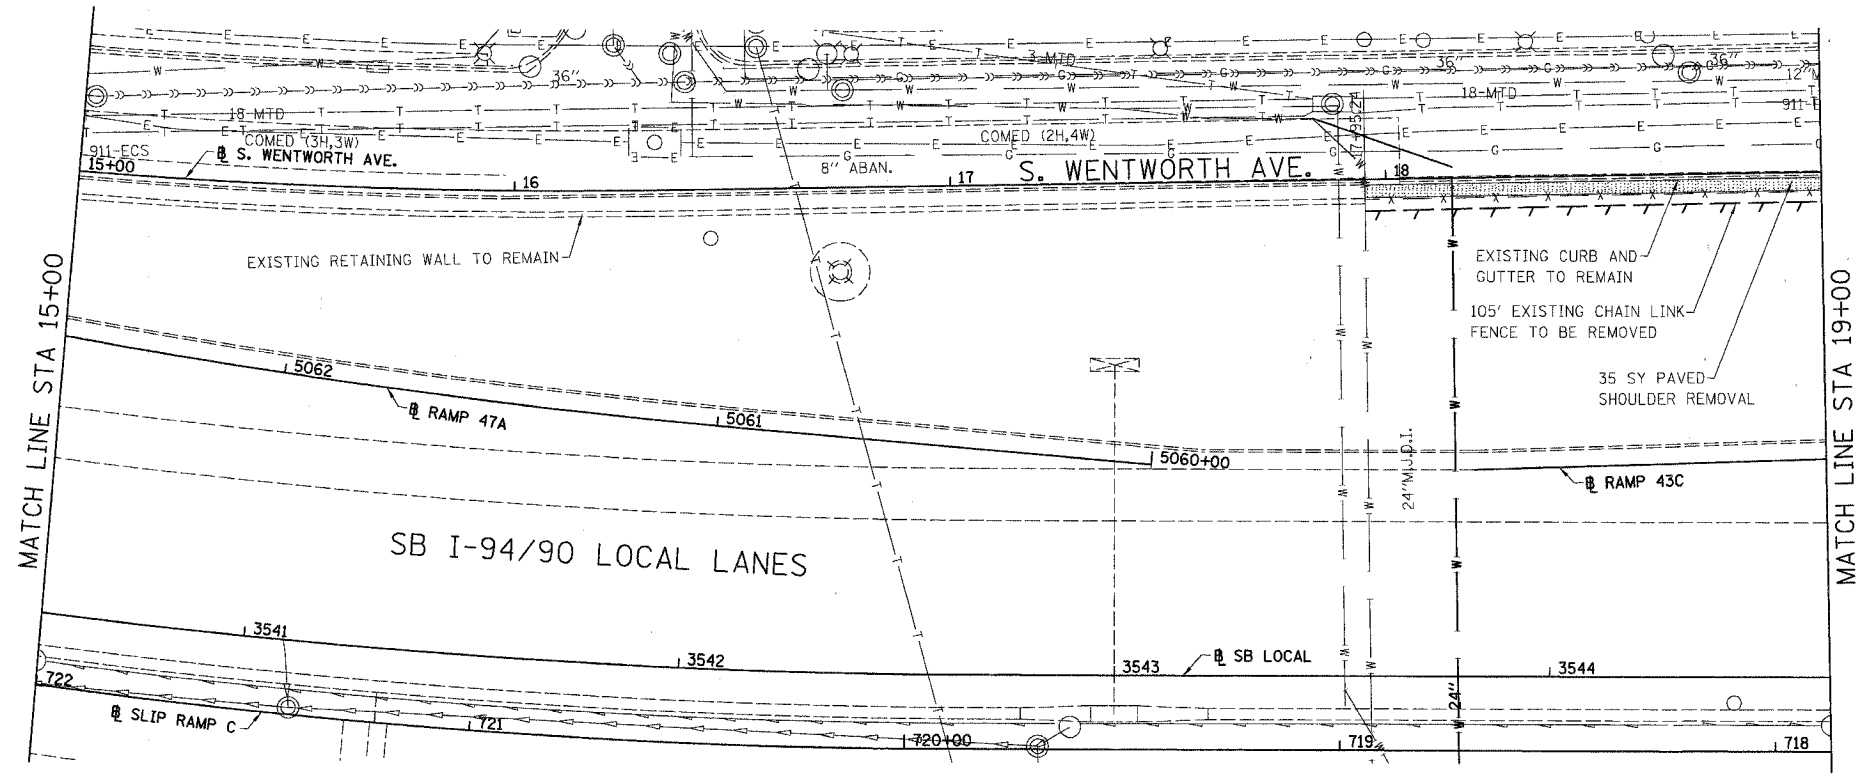 36"
3-MTD
36"
36"
12"
18-MTD
18-MTD
911-E
COMED (3H,3W)
COMED (2H,4W)
17+95.24
911-ECS
15+00
℄ S. WENTWORTH AVE.
8" ABAN.
S. WENTWORTH AVE.
16
17
18
EXISTING RETAINING WALL TO REMAIN
EXISTING CURB AND
GUTTER TO REMAIN
105' EXISTING CHAIN LINK
FENCE TO BE REMOVED
35 SY PAVED
SHOULDER REMOVAL
MATCH LINE STA 15+00
MATCH LINE STA 19+00
5062
℄ RAMP 47A
5061
5060+00
24"M.J.D.I.
℄ RAMP 43C
SB I-94/90 LOCAL LANES
3541
3542
3543
℄ SB LOCAL
3544
722
℄ SLIP RAMP C
721
720+00
24"
719
718